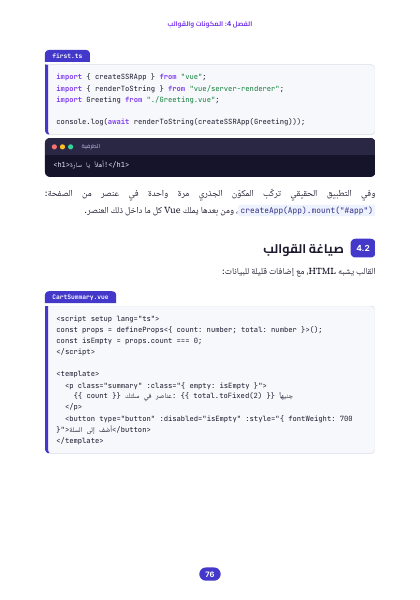 الفصل 4: المكونات والقوالب
first.ts
import { createSSRApp } from "vue";
import { renderToString } from "vue/server-renderer";
import Greeting from "./Greeting.vue";
console.log(await renderToString(createSSRApp(Greeting)));
الطرفية
<h1>أهلاً يا سارة!</h1>
وفي التطبيق الحقيقي تركّب المكوّن الجذري مرة واحدة في عنصر من الصفحة:
createApp(App).mount("#app")، ومن بعدها يملك Vue كل ما داخل ذلك العنصر.
4.2 صياغة القوالب
القالب يشبه HTML، مع إضافات قليلة للبيانات:
CartSummary.vue
<script setup lang="ts">
const props = defineProps<{ count: number; total: number }>();
const isEmpty = props.count === 0;
</script>
<template>
<p class="summary" :class="{ empty: isEmpty }">
{{ count }} عناصر في سلتك: {{ total.toFixed(2) }} جنيهاً
</p>
<button type="button" :disabled="isEmpty" :style="{ fontWeight: 700
}">أضف إلى السلة</button>
</template>
76